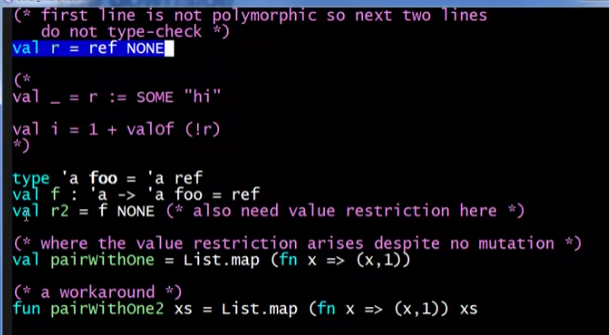 (* first line is not polymorphic so next two lines
do not type-check *)
val r = ref NONE
(*
val _ = r := SOME "hi"
val i = 1 + valof (!r)
*)
type 'a foo = 'a ref
val f : 'a -> 'a foo = ref
val r2 = f NONE (* also need value restriction here *)
(* where the value restriction arises despite no mutation *)
val pairWithOne = List.map (fn x => (x,1))
(* a workaround *)
fun pairWithOne2 xs = List.map (fn x => (x,1)) xs